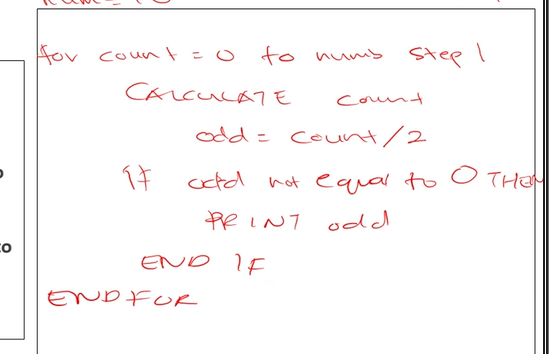 for count = 0 to numb step 1
CALCULATE count
odd = count/2
if odd not equal to 0 THEN
PRINT odd
END IF
ENDFOR
to